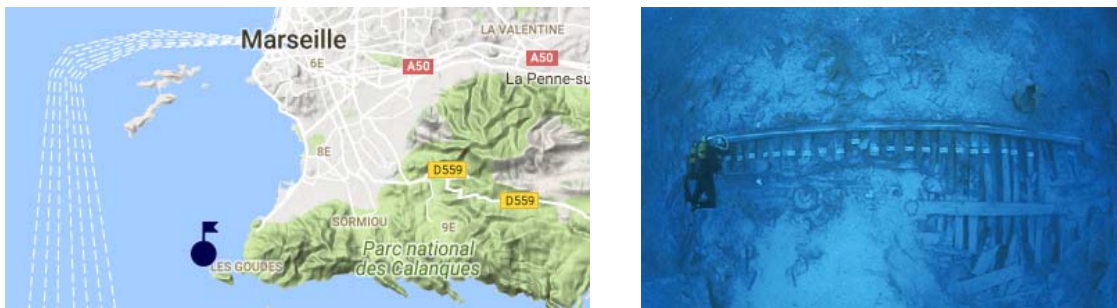 LA VALENTINE
Marseille
6E
A50
A50
La Penne-su
8E
D559
D559
SORMIOU
9E
Parc national
des Calanques
LES GOUDES